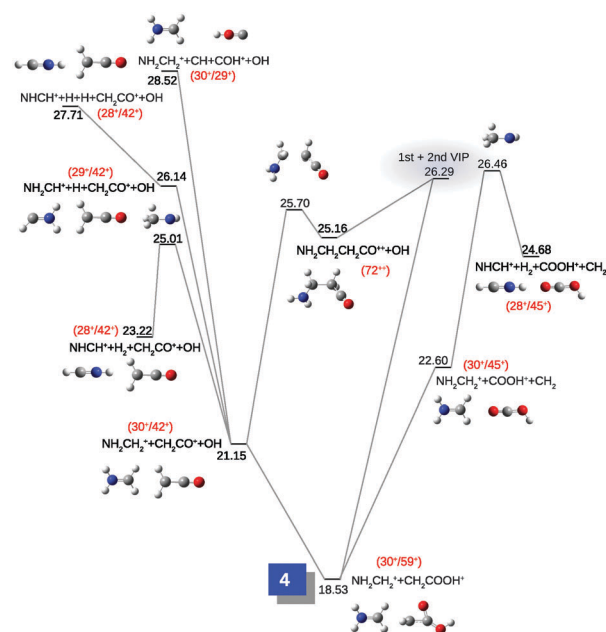 NH₂CH₂⁺+CH+COH⁺+OH
(30⁺/29⁺)
28.52
NHCH⁺+H+H+CH₂CO⁺+OH
(28⁺/42⁺)
27.71
1st + 2nd VIP
26.29
26.46
(29⁺/42⁺)
26.14
NH₂CH⁺+H+CH₂CO⁺+OH
25.70
25.16
NH₂CH₂CH₂CO⁺⁺+OH
(72⁺⁺)
25.01
24.68
NHCH⁺+H₂+COOH⁺+CH₂
(28⁺/45⁺)
(28⁺/42⁺)
23.22
NHCH⁺+H₂+CH₂CO⁺+OH
22.60
(30⁺/45⁺)
NH₂CH₂⁺+COOH⁺+CH₂
(30⁺/42⁺)
NH₂CH₂⁺+CH₂CO⁺+OH
21.15
4
18.53
(30⁺/59⁺)
NH₂CH₂⁺+CH₂COOH⁺